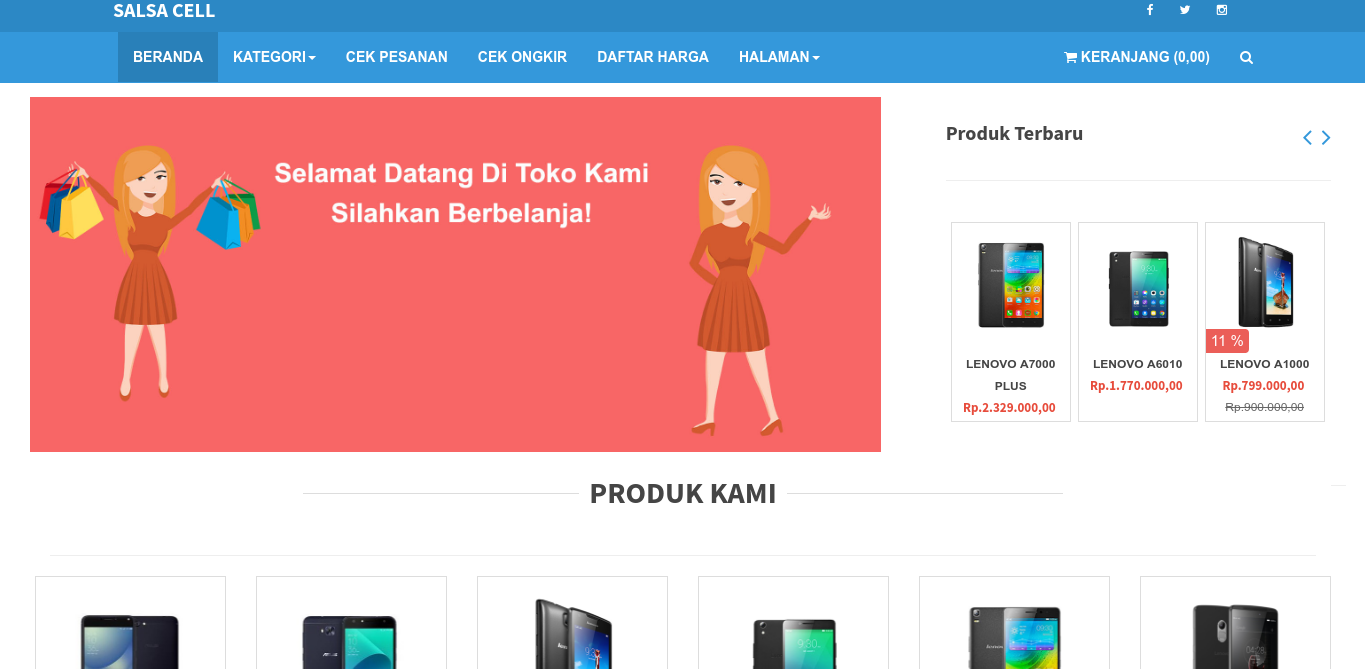 SALSA CELL
BERANDA KATEGORI CEK PESANAN CEK ONGKIR DAFTAR HARGA HALAMAN KERANJANG (0,00)
Selamat Datang Di Toko Kami
Silahkan Berbelanja!
Produk Terbaru
LENOVO A7000
PLUS
Rp.2.329.000,00
LENOVO A6010
Rp.1.770.000,00
11 %
LENOVO A1000
Rp.799.000,00
Rp.900.000,00
PRODUK KAMI